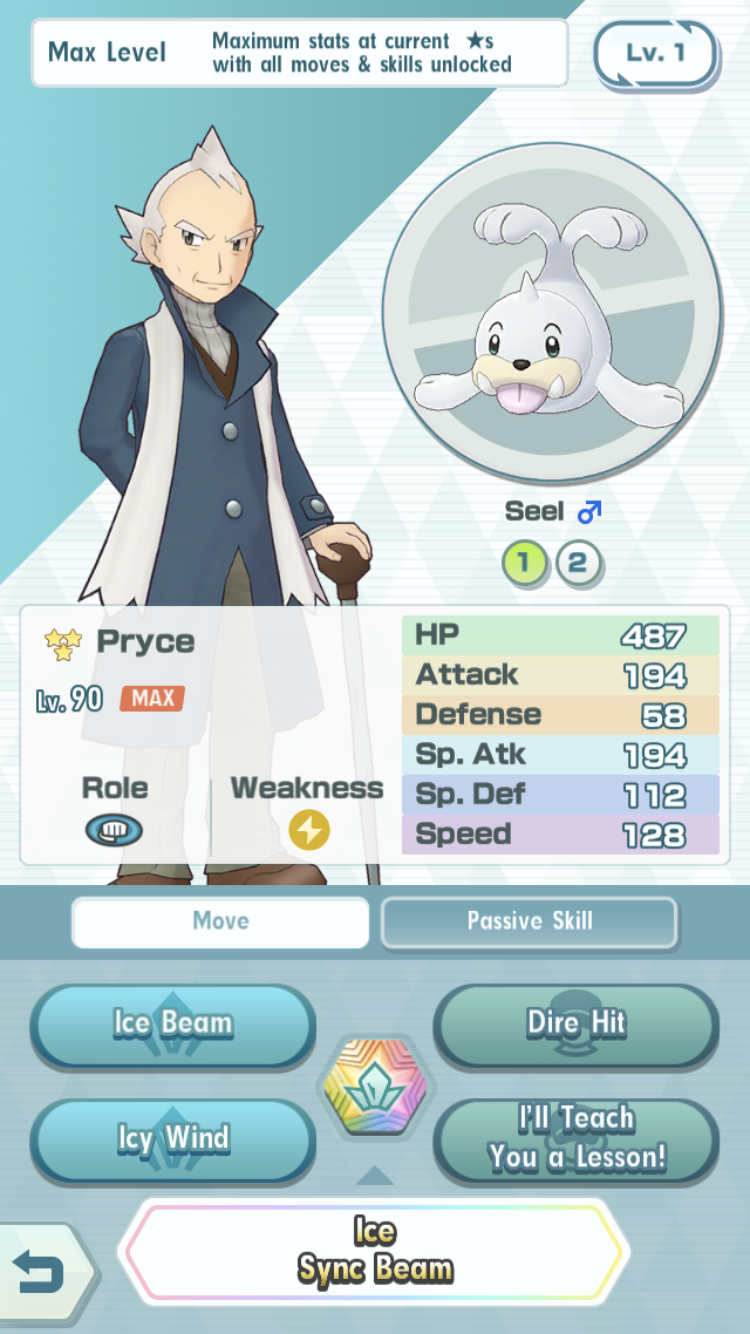 Max Level
Maximum stats at current ★s
with all moves & skills unlocked
Lv. 1
Seel ♂
1 2
Pryce
Lv. 90 MAX
Role
Weakness
HP 487
Attack 194
Defense 58
Sp. Atk 194
Sp. Def 112
Speed 128
Move
Passive Skill
Ice Beam
Dire Hit
Icy Wind
I'll Teach
You a Lesson!
Ice
Sync Beam